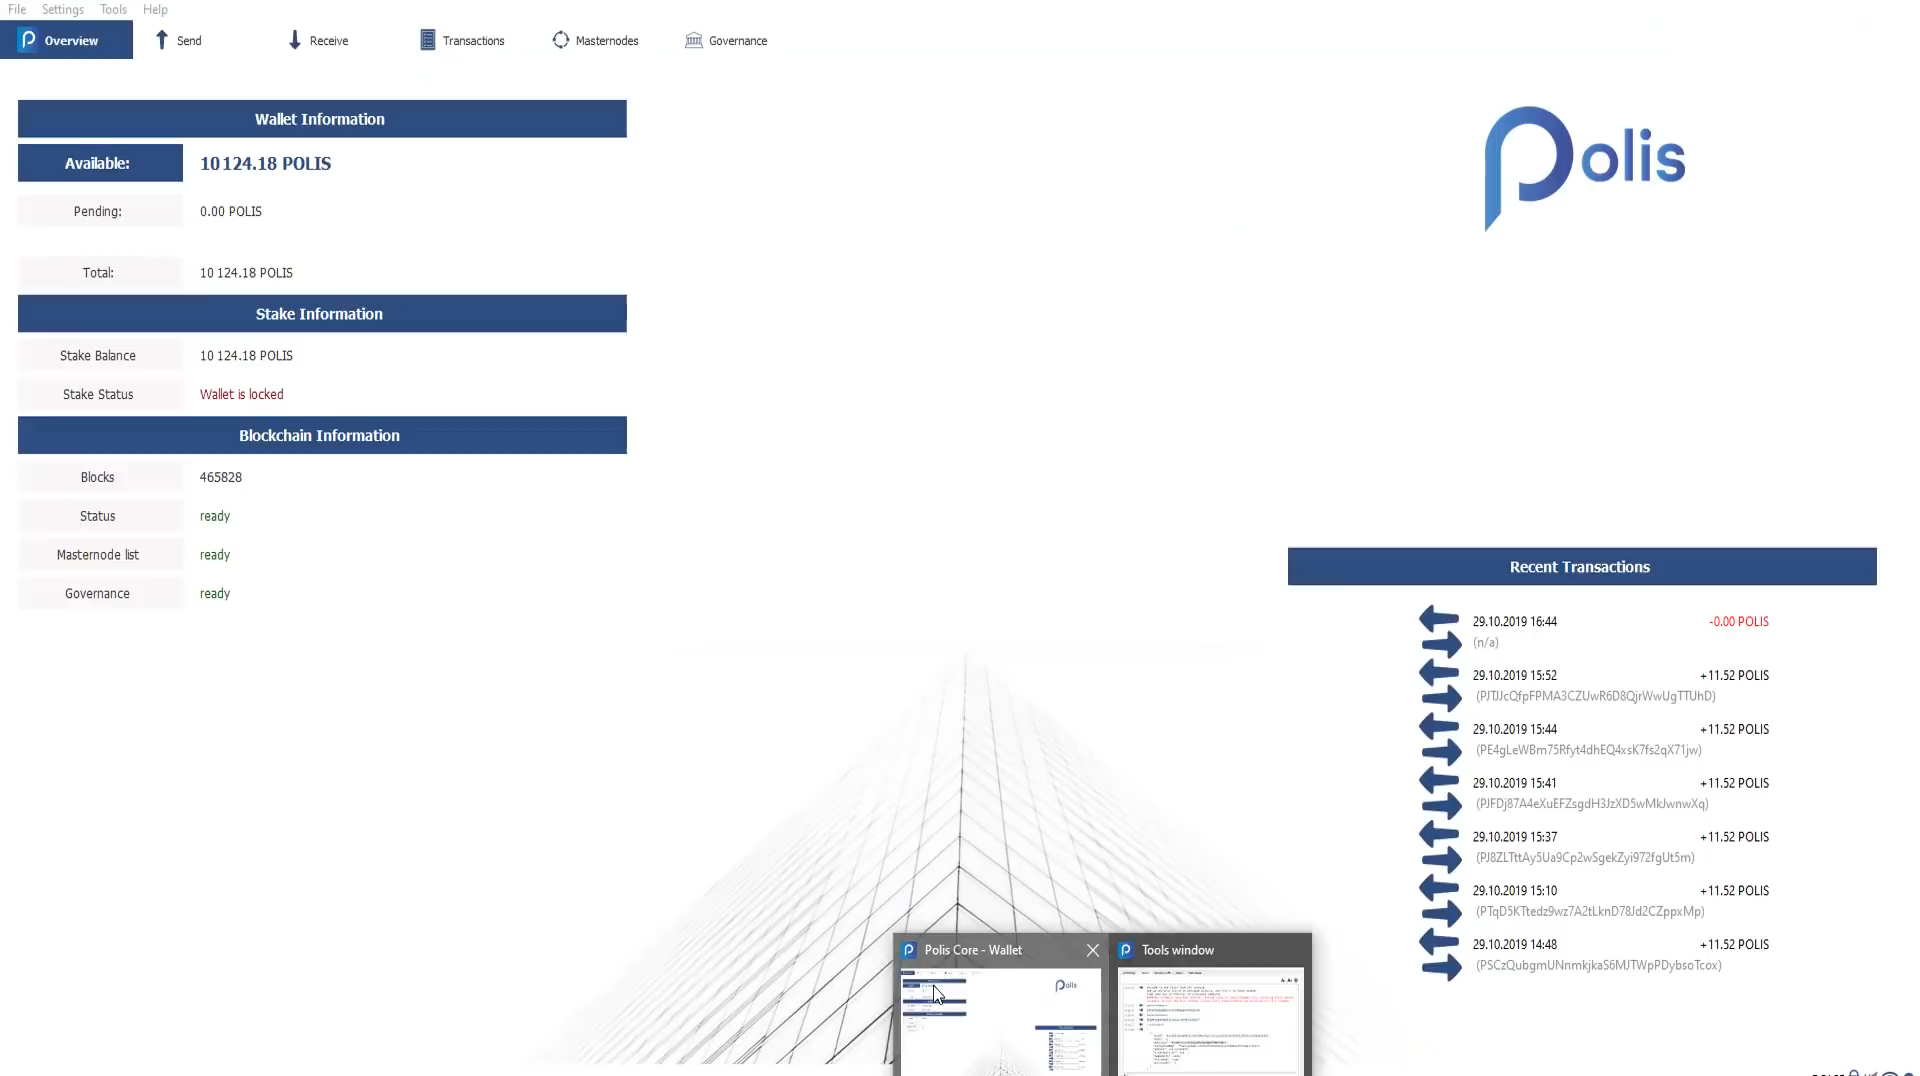 File Settings Tools Help
Overview Send Receive Transactions Masternodes Governance
Wallet Information
Available: 10 124.18 POLIS
Pending: 0.00 POLIS
Total: 10 124.18 POLIS
Stake Information
Stake Balance 10 124.18 POLIS
Stake Status Wallet is locked
Blockchain Information
Blocks 465828
Status ready
Masternode list ready
Governance ready
Polis
Recent Transactions
29.10.2019 16:44 -0.00 POLIS
(n/a)
29.10.2019 15:52 +11.52 POLIS
(PJTJJcQfpFPMA3CZUwR6D8QjrWwUgTTUhD)
29.10.2019 15:44 +11.52 POLIS
(PE4gLeWBm75Rfyt4dhEQ4xsK7fs2qX71jw)
29.10.2019 15:41 +11.52 POLIS
(PJFDj87A4eXuEFZsgdH3JzXD5wMkJwnwXq)
29.10.2019 15:37 +11.52 POLIS
(PJ8ZLTttAy5Ua9Cp2wSgekZyi972fgUt5m)
29.10.2019 15:10 +11.52 POLIS
(PTqD5KTtedz9wz7A2tLknD78Jd2CZppxMp)
29.10.2019 14:48 +11.52 POLIS
(PSCzQubgmUNnmkjkaS6MJTWpPDybsoTcox)
Polis Core - Wallet
Tools window
Polis